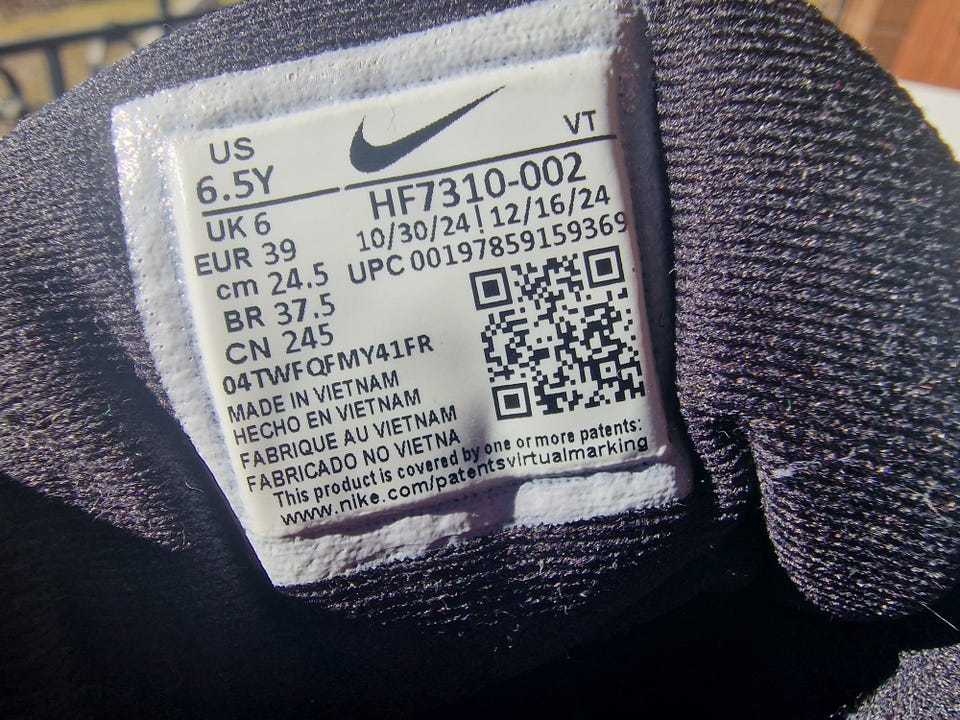 US
6.5Y
VT
UK 6
EUR 39
cm 24.5
BR 37.5
CN 245
HF7310-002
10/30/24 | 12/16/24
UPC 00197859159369
04TWFQFMY41FR
MADE IN VIETNAM
HECHO EN VIETNAM
FABRIQUE AU VIETNAM
FABRICADO NO VIETNA
This product is covered by one or more patents:
www.nike.com/patentsvirtualmarking